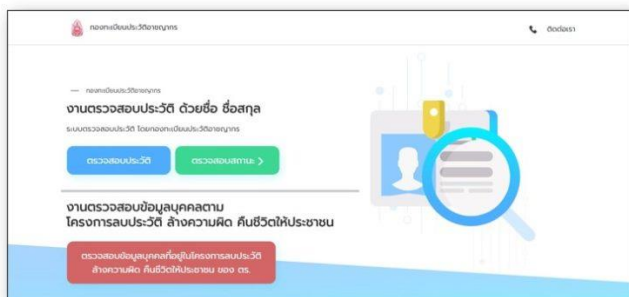 กองทะเบียนประวัติอาชญากร
ติดต่อเรา
กองทะเบียนประวัติอาชญากร
งานตรวจสอบประวัติ ด้วยชื่อ ชื่อสกุล
ระบบตรวจสอบประวัติ โดยกองทะเบียนประวัติอาชญากร
ตรวจสอบประวัติ
ตรวจสอบสถานะ
งานตรวจสอบข้อมูลบุคคลตาม
โครงการลบประวัติ ล้างความผิด คืนชีวิตให้ประชาชน
ตรวจสอบข้อมูลบุคคลที่อยู่ในโครงการลบประวัติ
ล้างความผิด คืนชีวิตให้ประชาชน ของ ตร.